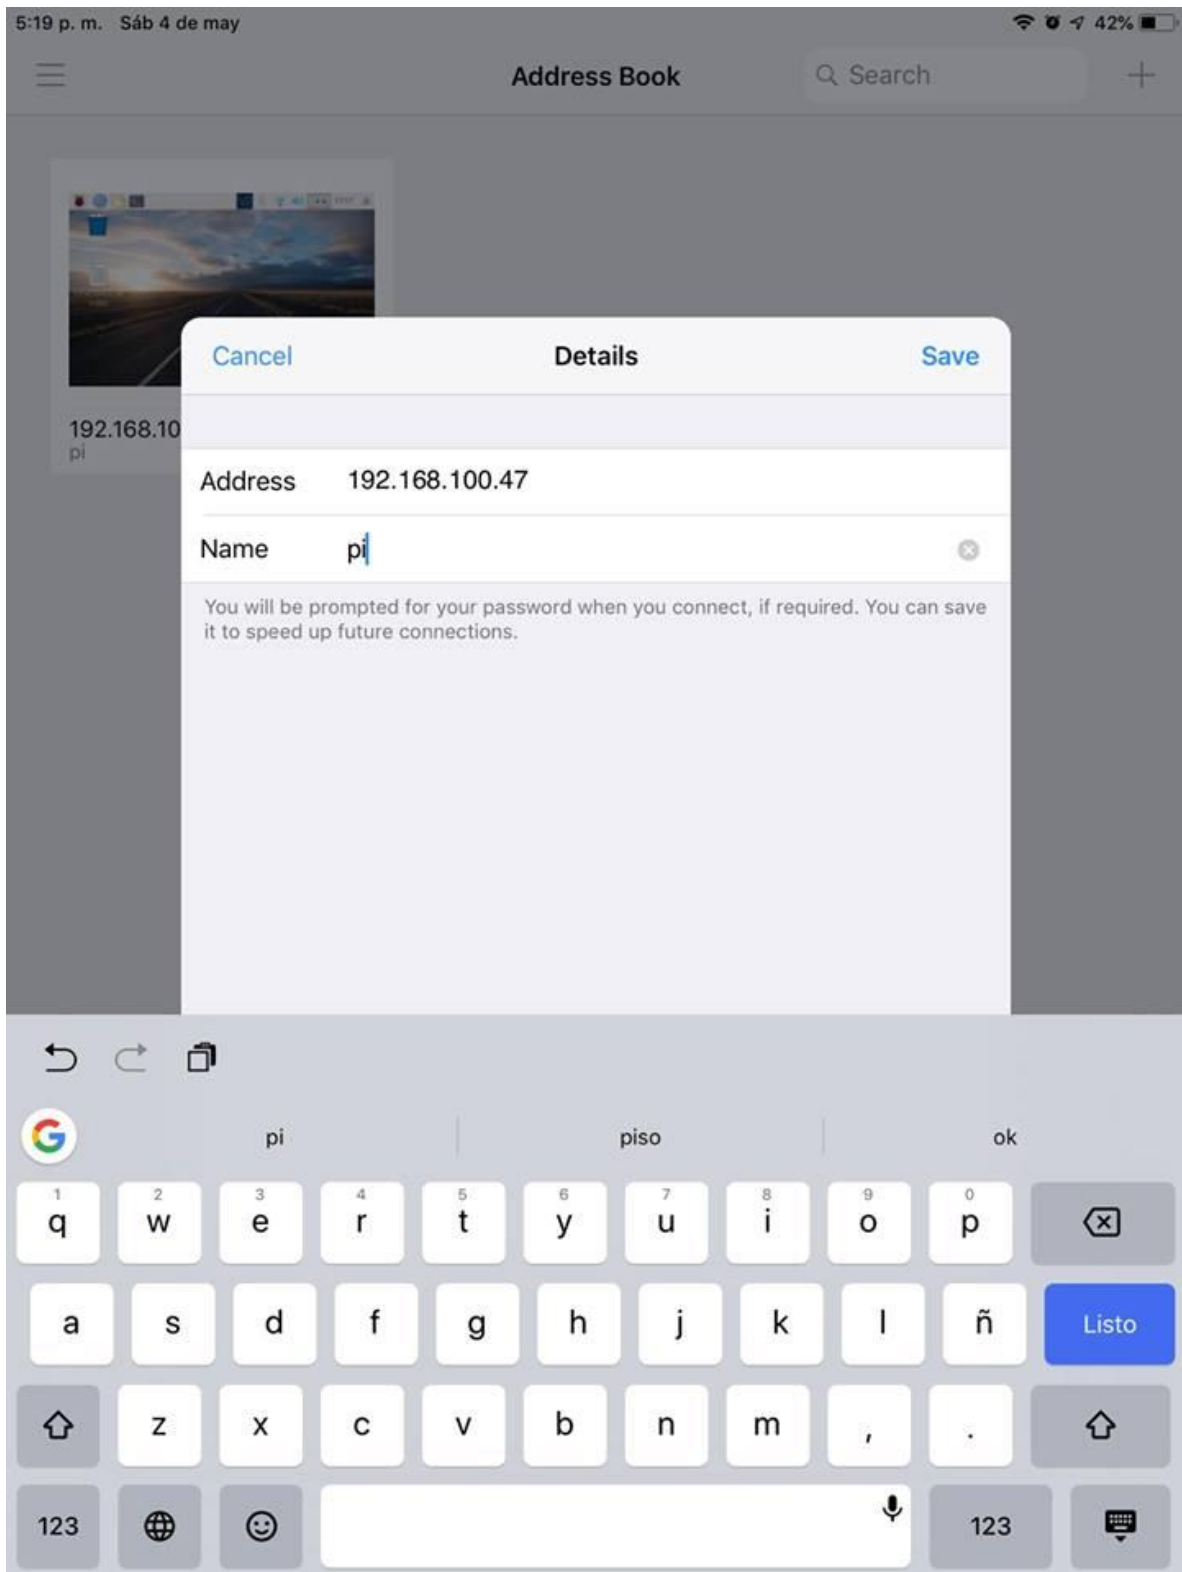 5:19 p. m. Sáb 4 de may 42%
Address Book Search
192.168.10
pi
Cancel Details Save
Address 192.168.100.47
Name pi
You will be prompted for your password when you connect, if required. You can save
it to speed up future connections.
pi piso ok
1 2 3 4 5 6 7 8 9 0
q w e r t y u i o p
a s d f g h j k l ñ Listo
z x c v b n m , .
123 123